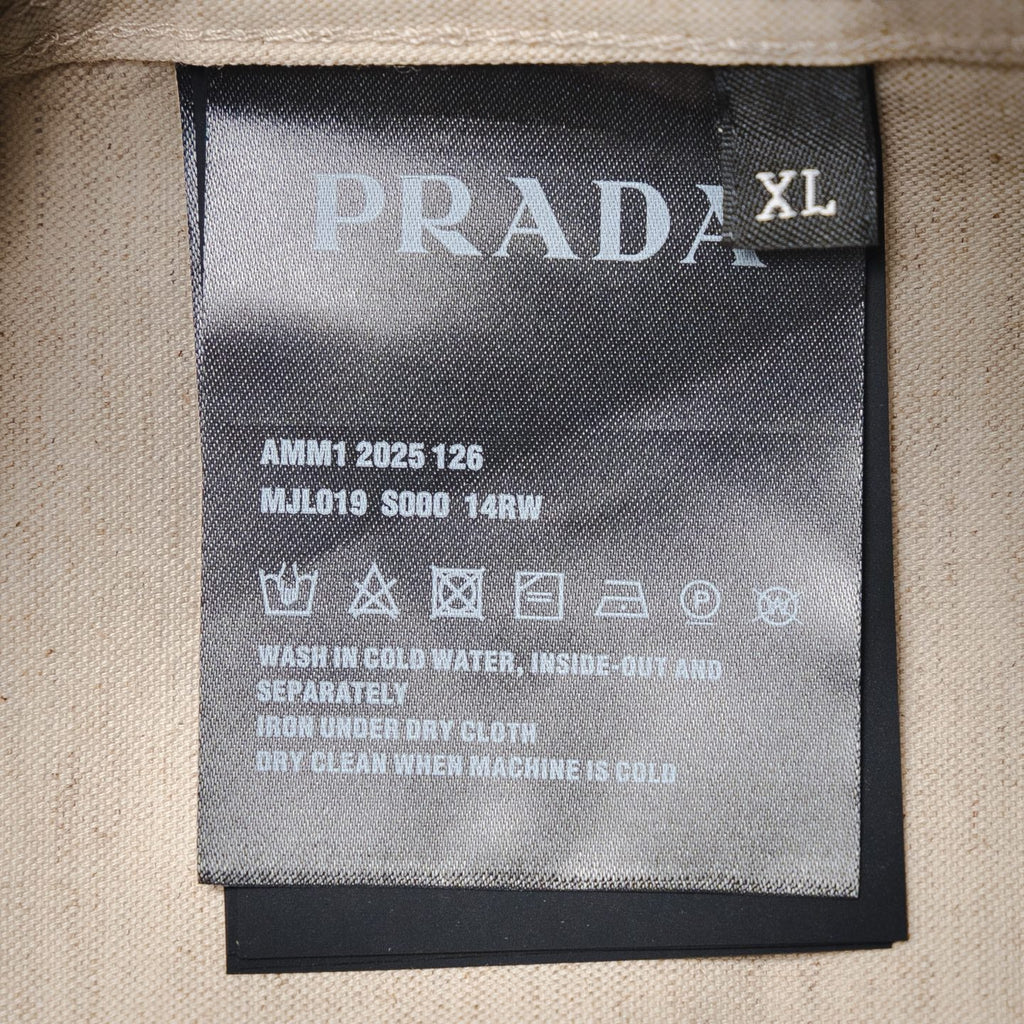 PRADA
XL
AMM1 2025 126
MJL019 S000 14RW
P
W
WASH IN COLD WATER, INSIDE-OUT AND
SEPARATELY
IRON UNDER DRY CLOTH
DRY CLEAN WHEN MACHINE IS COLD